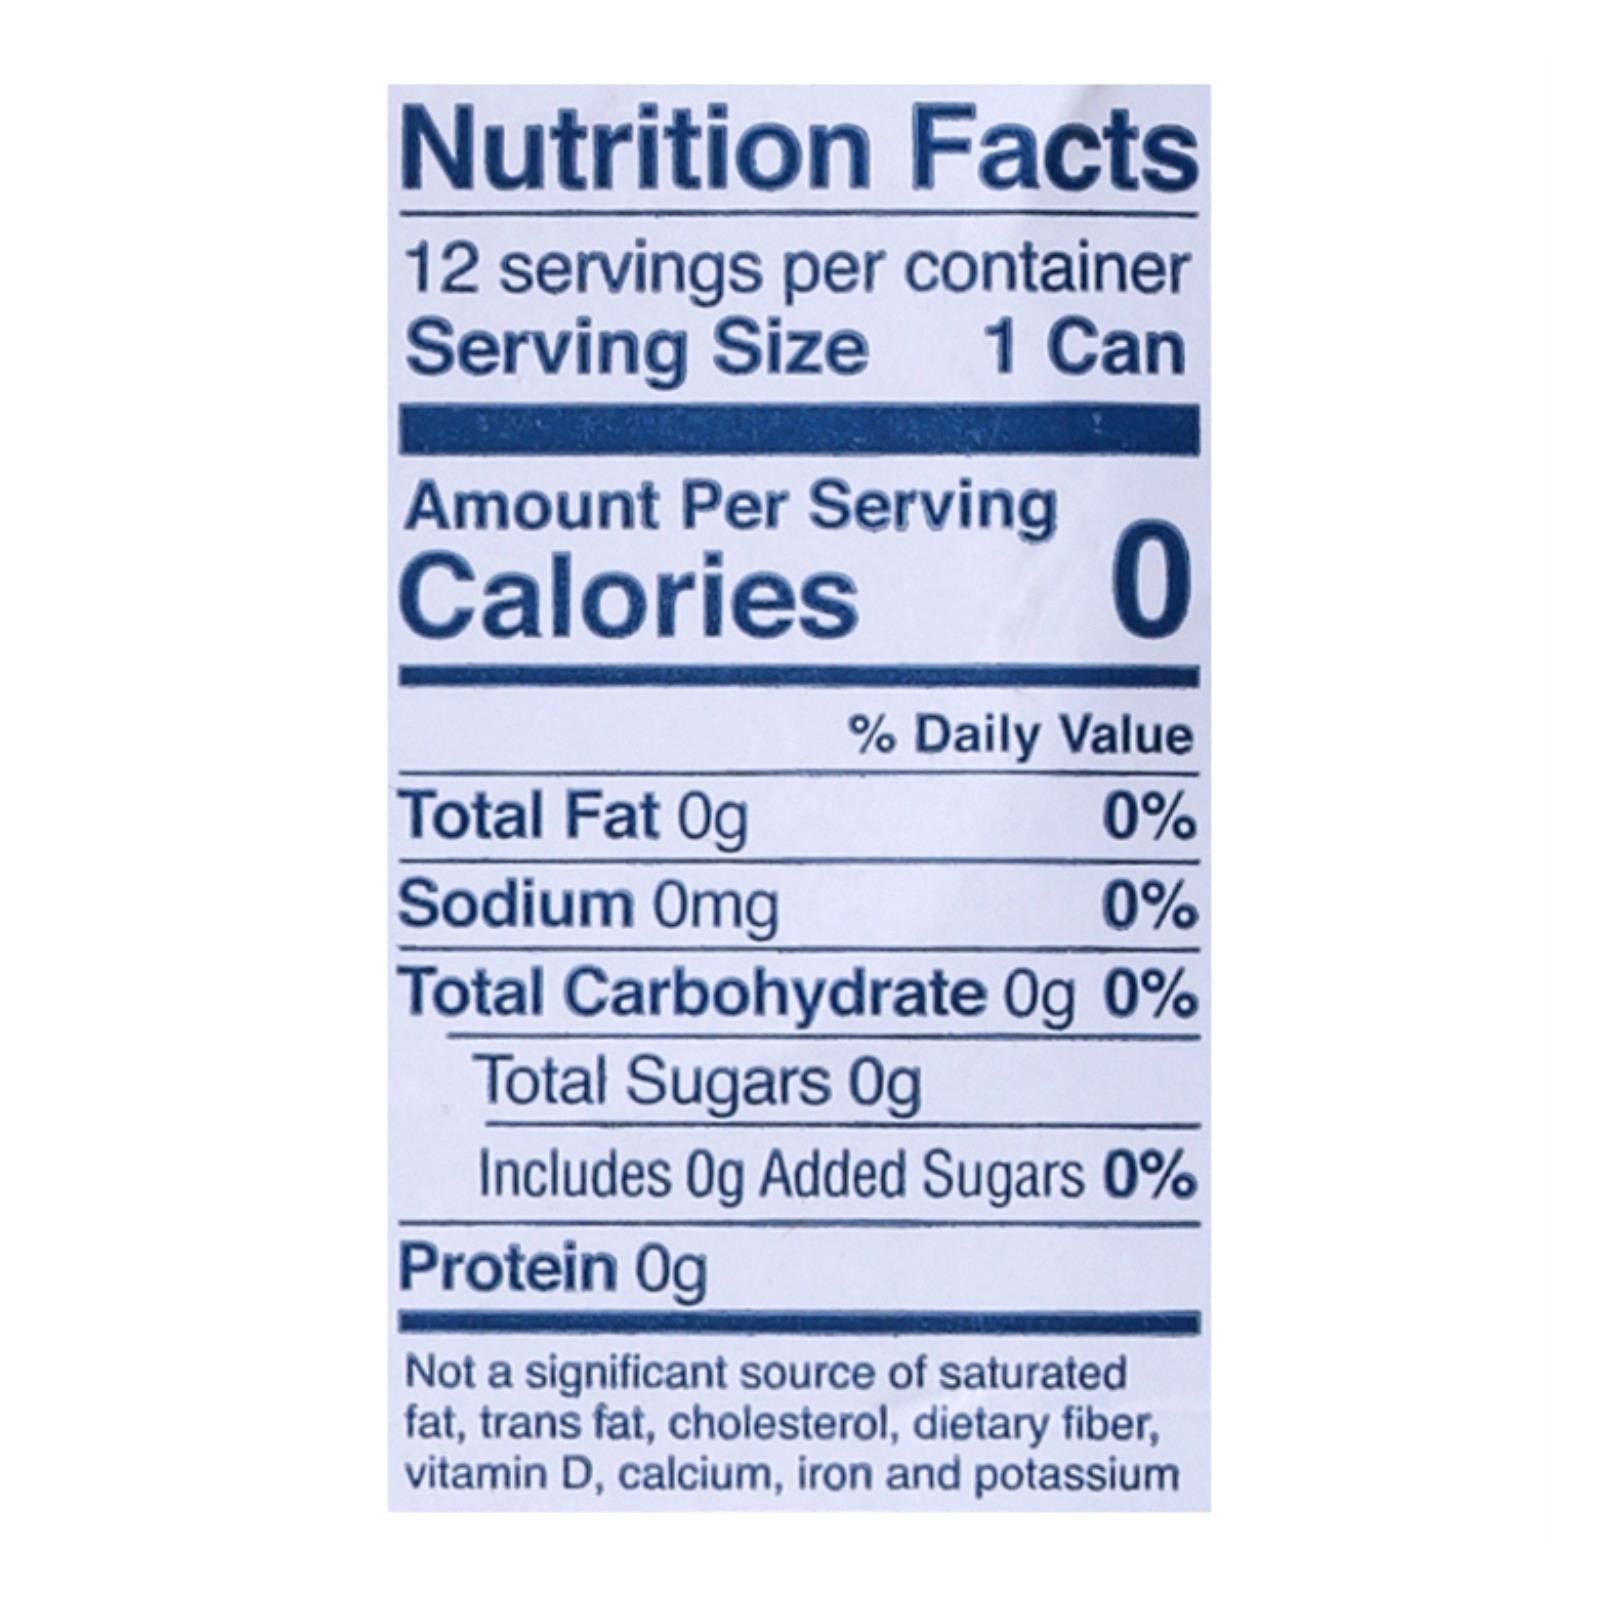 Nutrition Facts
12 servings per container
Serving Size 1 Can
Amount Per Serving
Calories 0
% Daily Value
Total Fat 0g 0%
Sodium 0mg 0%
Total Carbohydrate 0g 0%
Total Sugars 0g
Includes 0g Added Sugars 0%
Protein 0g
Not a significant source of saturated
fat, trans fat, cholesterol, dietary fiber,
vitamin D, calcium, iron and potassium